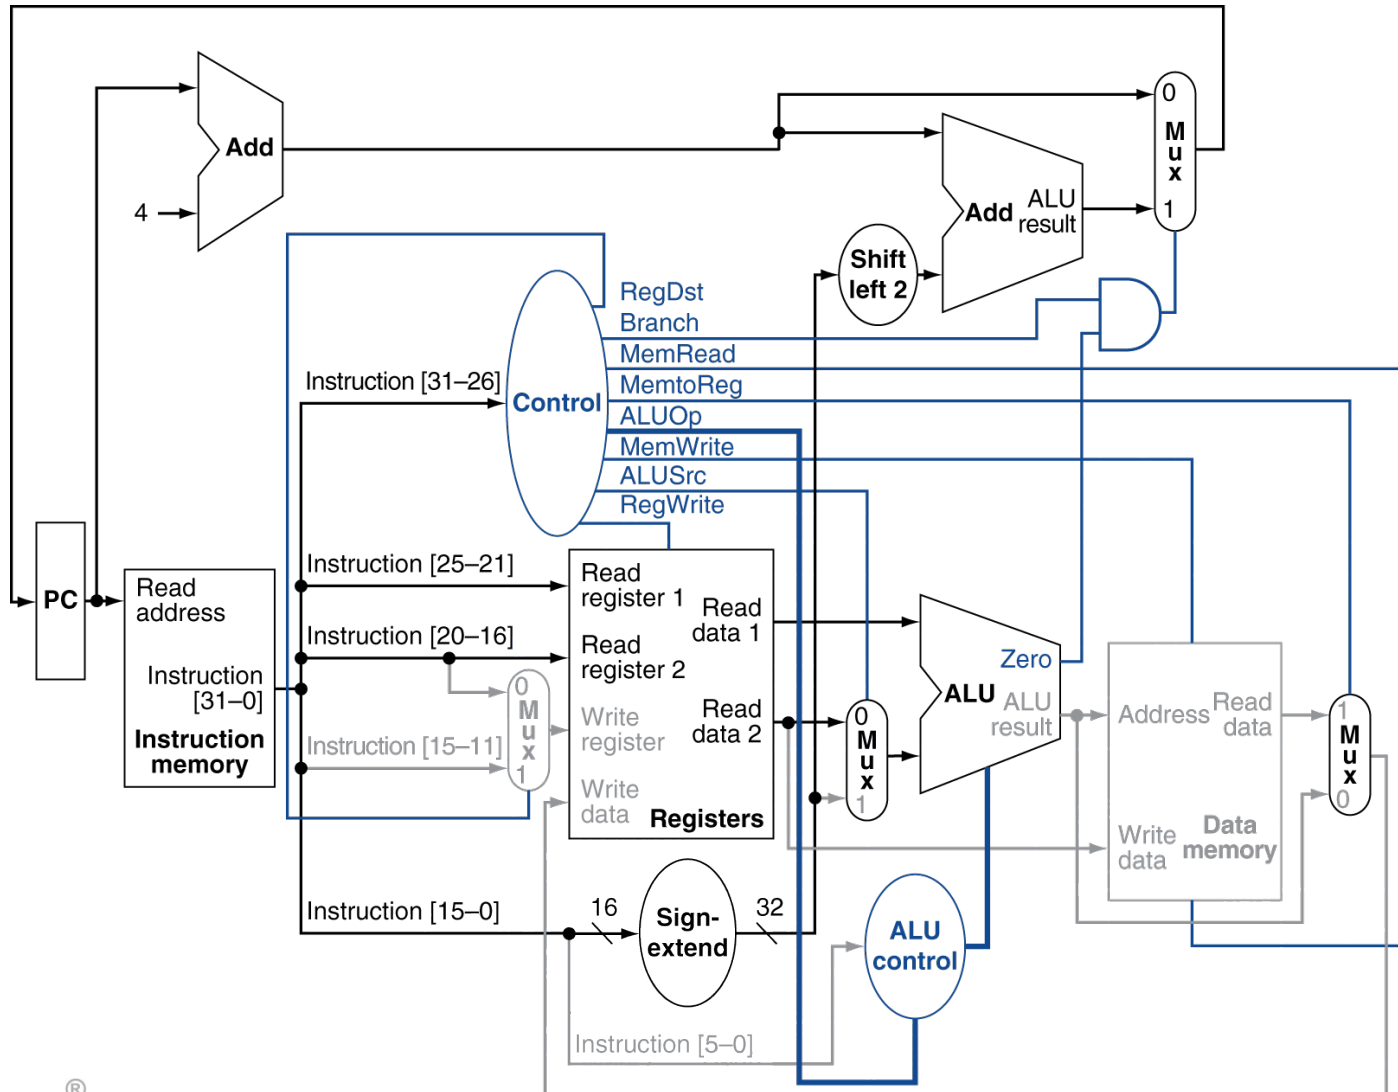 0
M
u
x
1
Add
4
Add
ALU
result
Shift
left 2
RegDst
Branch
MemRead
MemtoReg
ALUOp
MemWrite
ALUSrc
RegWrite
Instruction [31–26]
Control
Instruction [25–21]
Instruction [20–16]
Instruction [15–11]
Instruction [15–0]
Instruction [5–0]
PC
Read
address
Instruction
[31–0]
Instruction
memory
0
M
u
x
1
Read
register 1
Read
register 2
Write
register
Write
data
Read
data 1
Read
data 2
Registers
0
M
u
x
1
Zero
ALU
ALU
result
Address
Read
data
Write
data
Data
memory
1
M
u
x
0
16
Sign-
extend
32
ALU
control
®